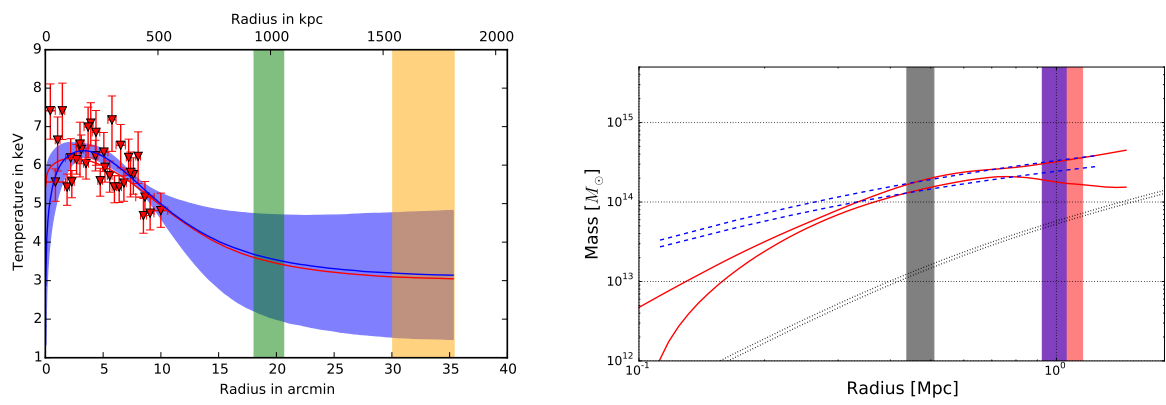 Radius in kpc
0 500 1000 1500 2000
9
8
7
6
5
4
3
2
1
Temperature in keV
0 5 10 15 20 25 30 35 40
Radius in arcmin
10^15
10^14
10^13
10^12
Mass [M_⊙]
10^-1 10^0
Radius [Mpc]